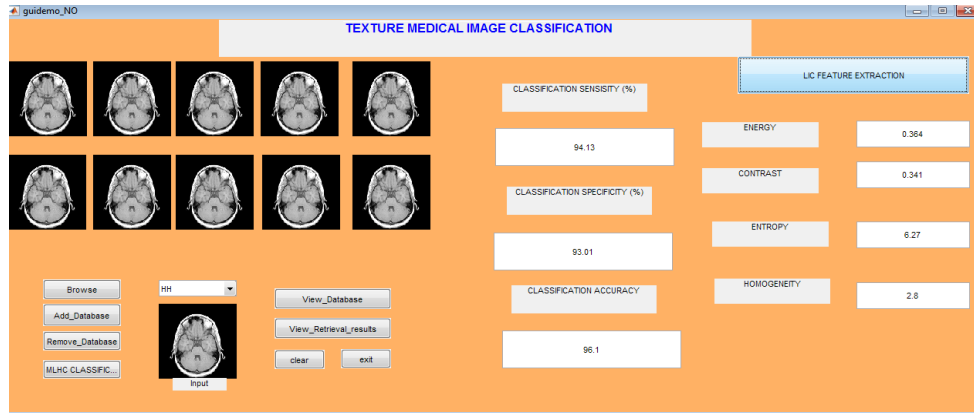 guidemo_NO
TEXTURE MEDICAL IMAGE CLASSIFICATION
LIC FEATURE EXTRACTION
CLASSIFICATION SENSISITY (%)
94.13
ENERGY
0.364
CONTRAST
0.341
CLASSIFICATION SPECIFICITY (%)
93.01
ENTROPY
6.27
HOMOGENEITY
2.8
CLASSIFICATION ACCURACY
96.1
Browse
HH
View_Database
Add_Database
View_Retrieval_results
Remove_Database
clear
exit
MLHC CLASSIFIC...
Input